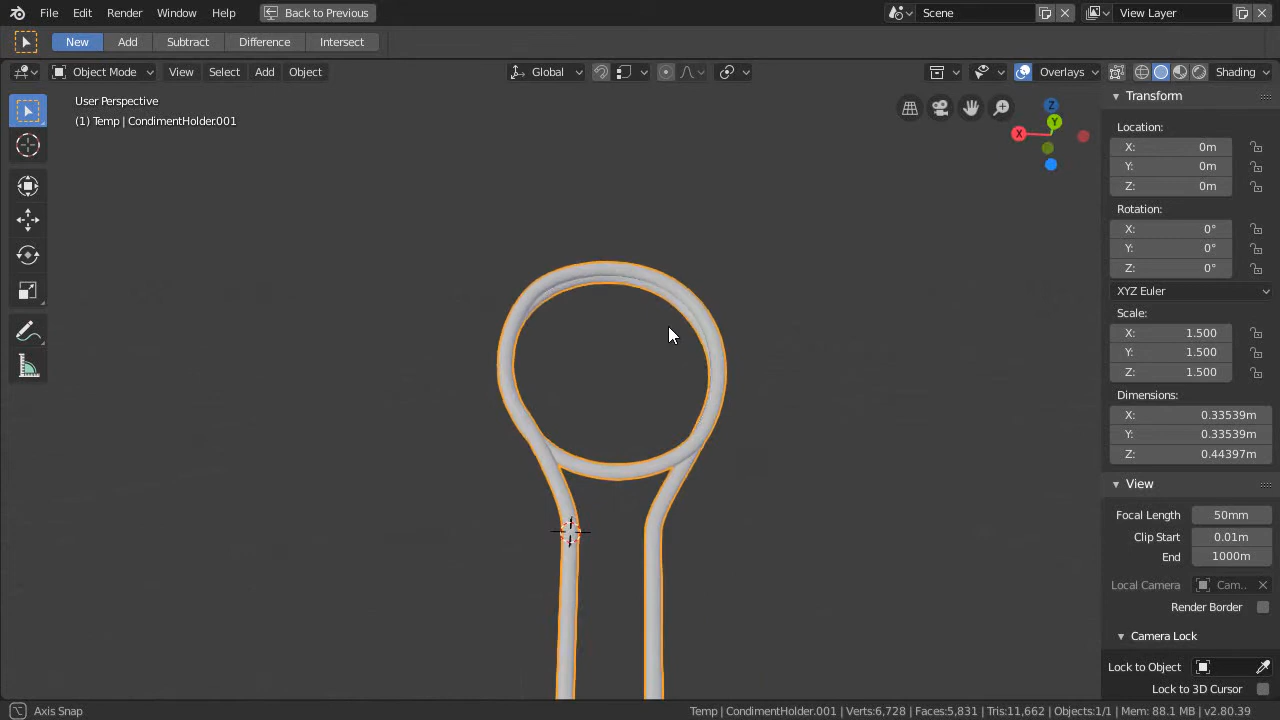 File Edit Render Window Help Back to Previous Scene View Layer
New Add Subtract Difference Intersect
Object Mode View Select Add Object Global Overlays Shading
User Perspective
(1) Temp | CondimentHolder.001
Z
Y
X
Transform
Location:
X: 0m
Y: 0m
Z: 0m
Rotation:
X: 0°
Y: 0°
Z: 0°
XYZ Euler
Scale:
X: 1.500
Y: 1.500
Z: 1.500
Dimensions:
X: 0.33539m
Y: 0.33539m
Z: 0.44397m
View
Focal Length 50mm
Clip Start 0.01m
End 1000m
Local Camera Cam..
Render Border
Camera Lock
Lock to Object
Lock to 3D Cursor
Axis Snap Temp | CondimentHolder.001 | Verts:6,728 | Faces:5,831 | Tris:11,662 | Objects:1/1 | Mem: 88.1 MB | v2.80.39